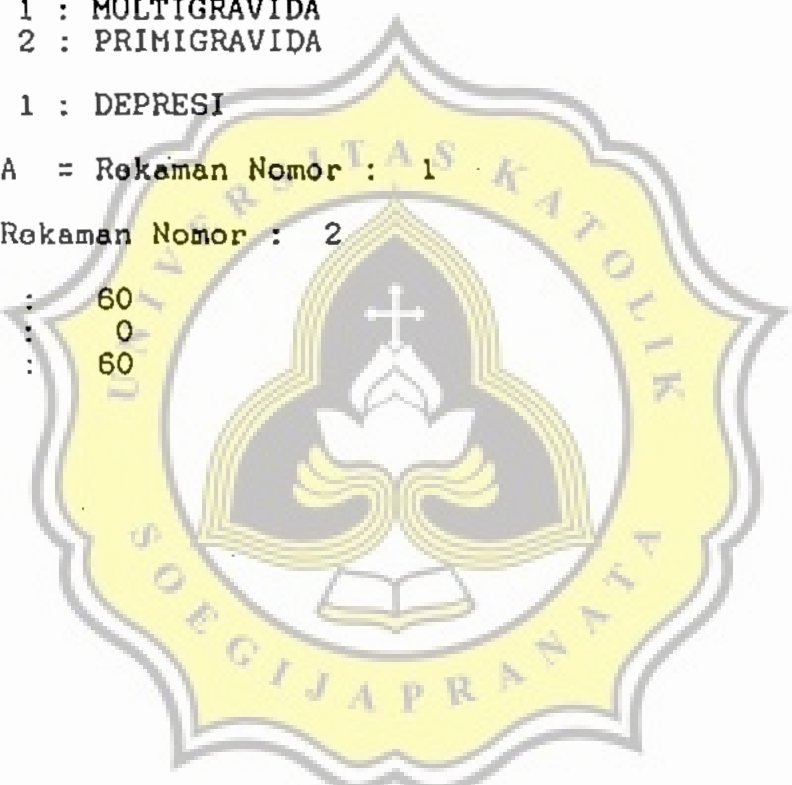 1 : MULTIGRAVIDA
2 : PRIMIGRAVIDA
1 : DEPRESI
A = Rekaman Nomor : 1
Rekaman Nomor : 2
: 60
: 0
: 60
UNIVERSITAS KATOLIK
SOEGIJAPRANATA